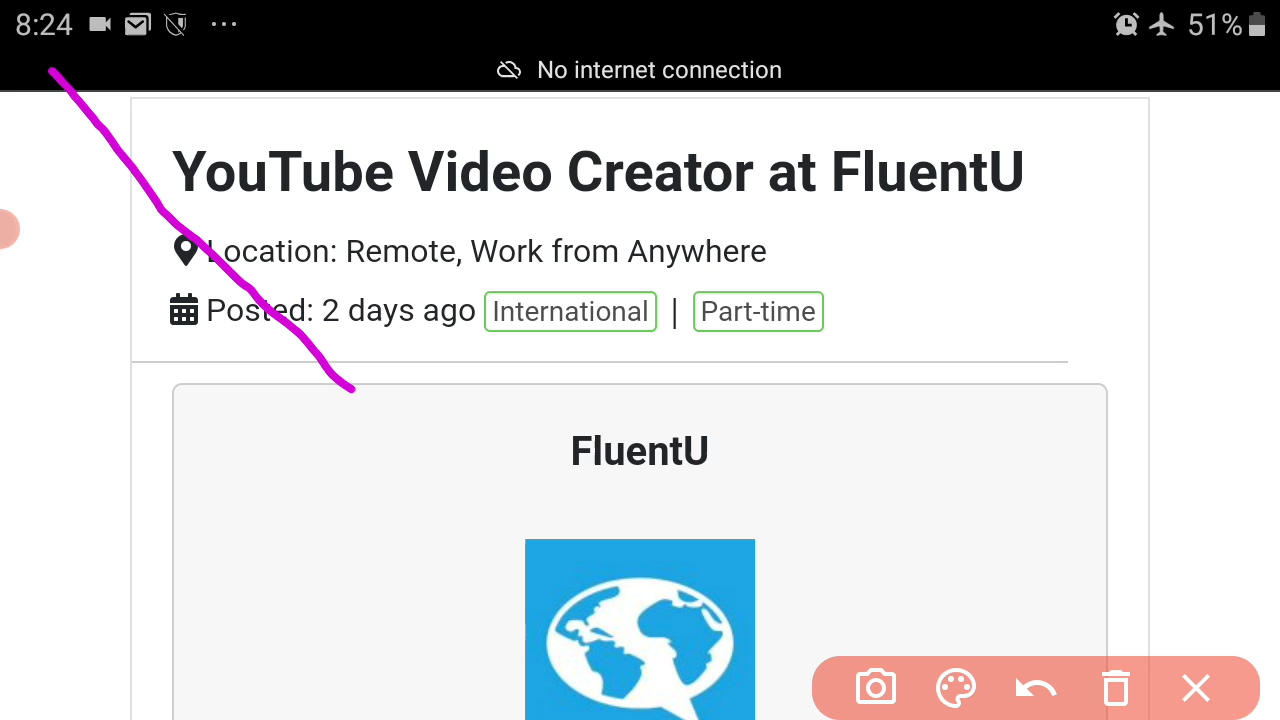 8:24 51%
No internet connection
YouTube Video Creator at FluentU
Location: Remote, Work from Anywhere
Posted: 2 days ago International | Part-time
FluentU